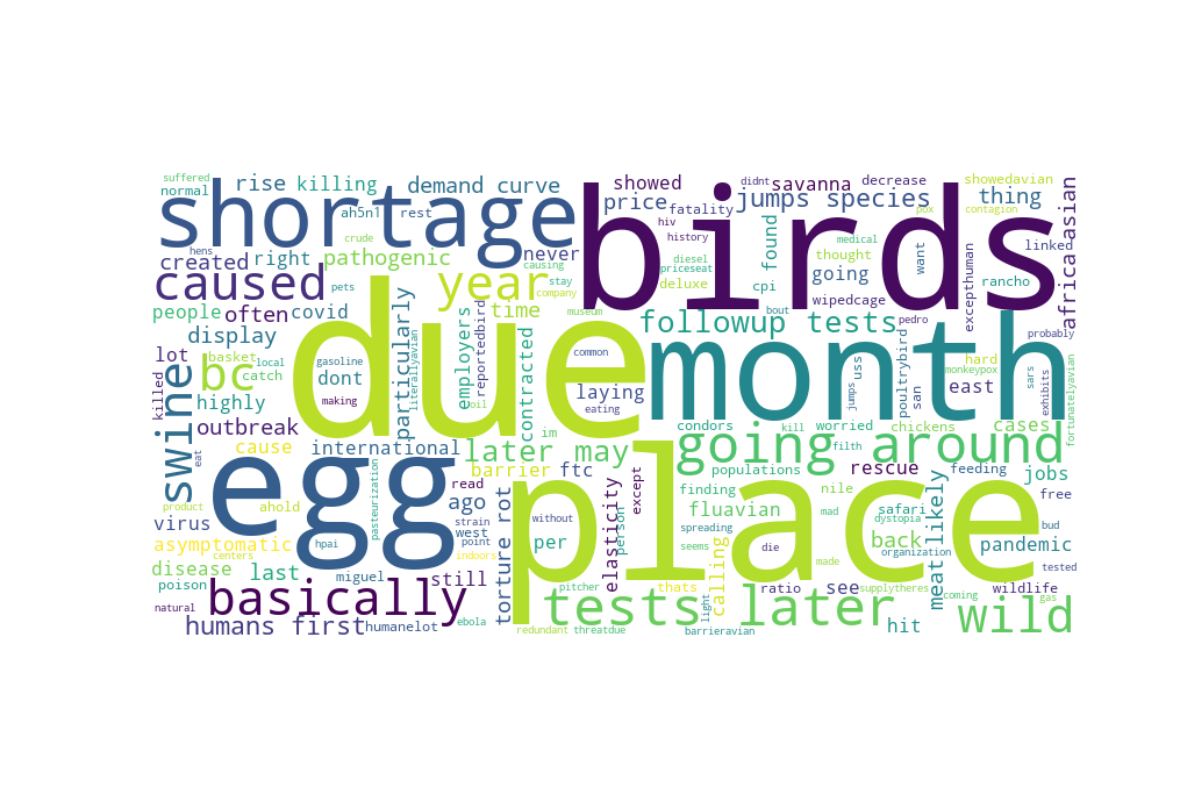 suffered
normal
rise
killing
demand curve
showed
didnt
savanna
decrease
showedavian
shortage
birds
price
fatality
jumps species
pox
contagion
thing
african
asian
ah5n1
rest
crude
hiv
history
found
medical
thought
want
excepthuman
linked
hens
created
right
pathogenic
never
causing
diesel
priceseat
deluxe
cpi
going
rancho
caused
pets
year
stay
company
wipedcage
people
often
covid
time
museum
bout
pedro
probably
display
particularly
literallyavian
employers
reportedbird
followup tests
month
lot
basket
local
gasoline
due
common
uss
poultrybird
san
hard
monkeypox
sars
exhibits
fortunatelyavian
killed
swine
bc
catch
dont
making
oil
contracted
laying
eating
jumps
east
highly
outbreak
im
condors
kill
worried
chickens
cases
eat
cause
international
later may
going around
filth
egg
barrier
ftc
populations
rescue
feeding
jobs
product
ahold
pasteurization
read
ago
place
elasticity
person
except
finding
nile
safari
likely
free
virus
strain
west
without
fluavian
mad
dystopia
bud
centers
hpai
point
per
spreading
back
organization
pandemic
asymptomatic
indoors
seems
die
made
tested
disease
last
torture rot
calling
poison
miguel
still
pitcher
thats
ratio
see
supplytheres
meat
wildlife
basically
tests later
light
coming
gas
wild
natural
humans first
humanelot
ebola
redundant
threatdue
barrieravian
hit